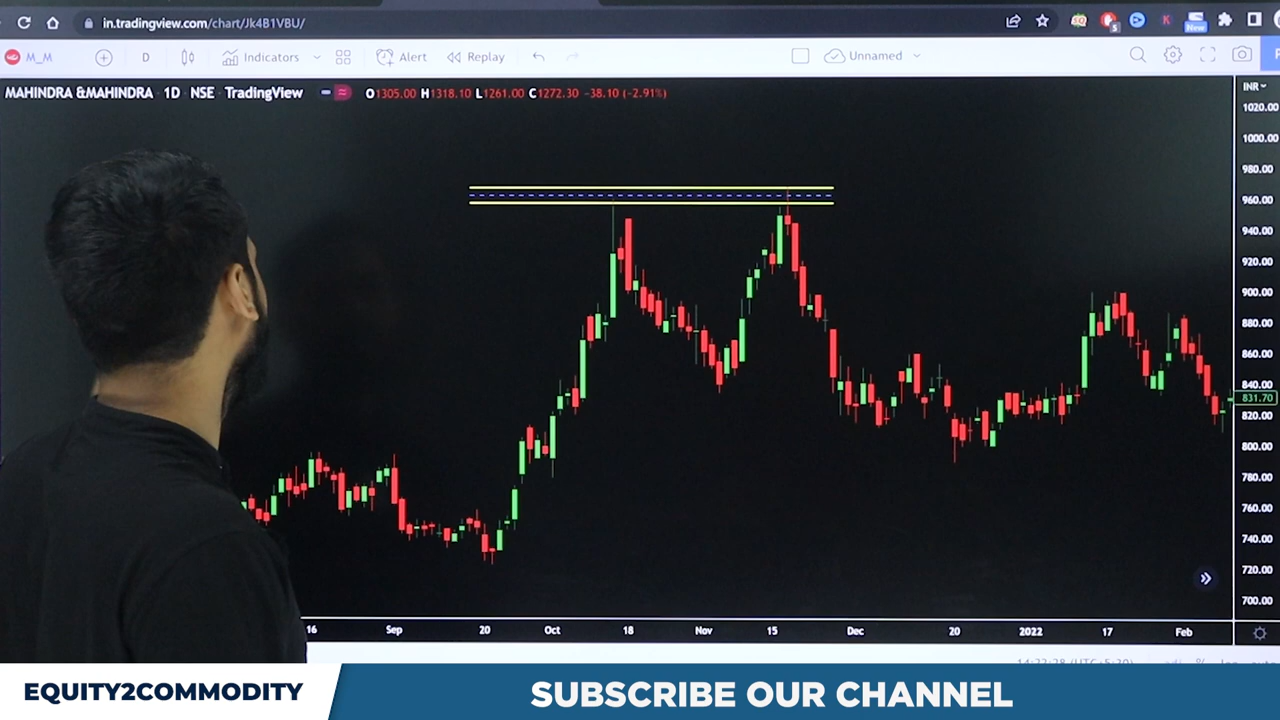 in.tradingview.com/chart/Jk4B1VBU/
M_M D Indicators Alert Replay Unnamed
MAHINDRA &MAHINDRA 1D NSE TradingView O1305.00 H1318.10 L1261.00 C1272.30 -38.10 (-2.91%)
INR
1020.00
1000.00
980.00
960.00
940.00
920.00
900.00
880.00
860.00
840.00
831.70
820.00
800.00
780.00
760.00
740.00
720.00
700.00
16 Sep 20 Oct 18 Nov 15 Dec 20 2022 17 Feb
EQUITY2COMMODITY
SUBSCRIBE OUR CHANNEL